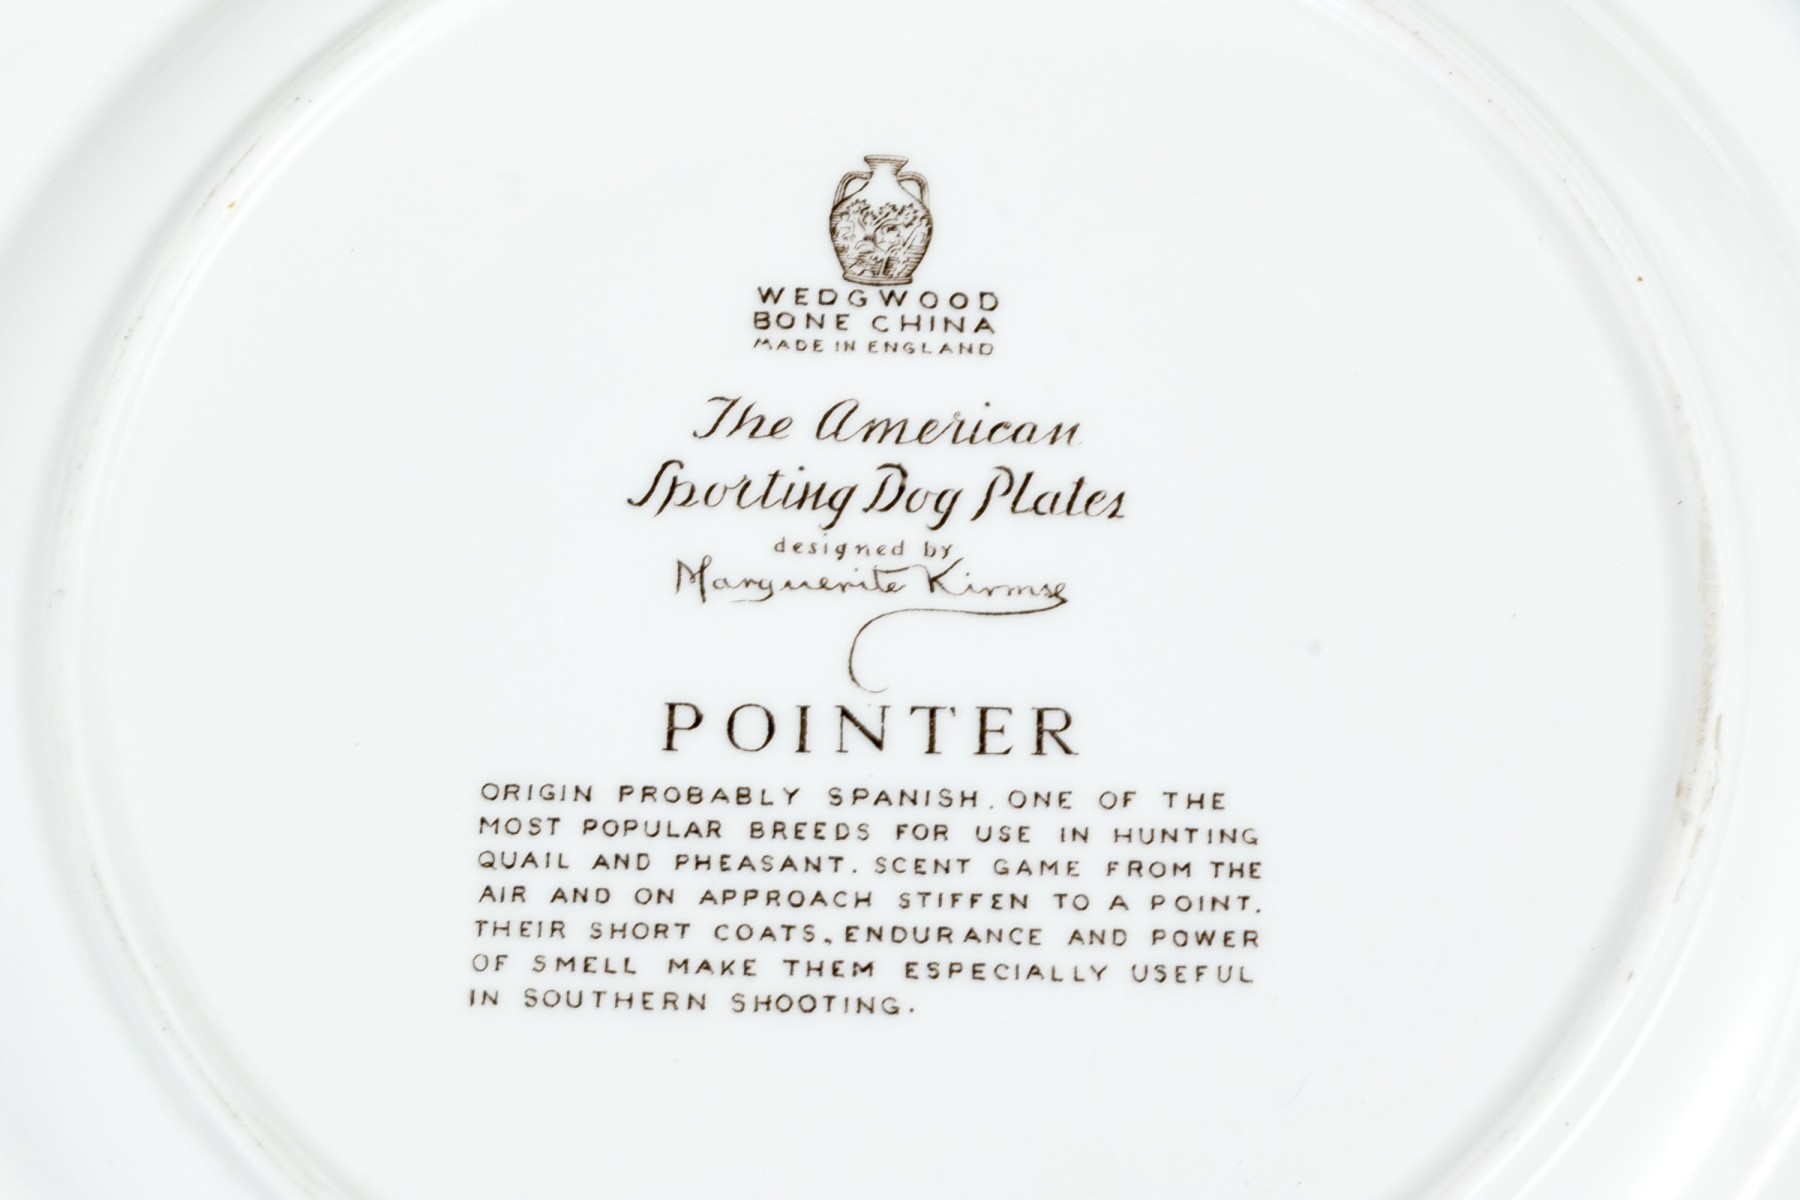 WEDGWOOD
BONE CHINA
MADE IN ENGLAND
The American
Sporting Dog Plates
designed by
Marguerite Kirmse
POINTER
ORIGIN PROBABLY SPANISH. ONE OF THE
MOST POPULAR BREEDS FOR USE IN HUNTING
QUAIL AND PHEASANT. SCENT GAME FROM THE
AIR AND ON APPROACH STIFFEN TO A POINT.
THEIR SHORT COATS, ENDURANCE AND POWER
OF SMELL MAKE THEM ESPECIALLY USEFUL
IN SOUTHERN SHOOTING.